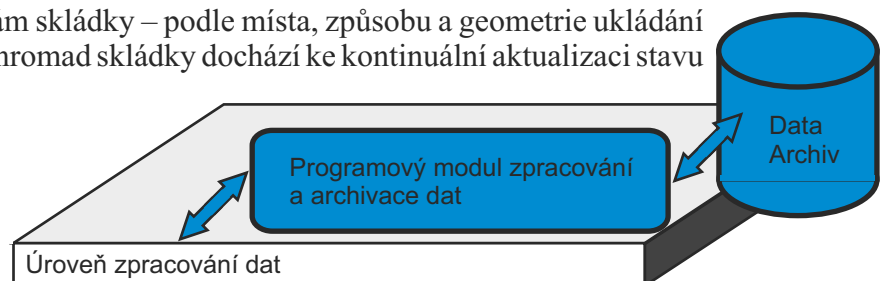 skládky – podle místa, způsobu a geometrie ukládání
hromad skládky dochází ke kontinuální aktualizaci stavu
Data
Archiv
Programový modul zpracování
a archivace dat
Úroveň zpracování dat